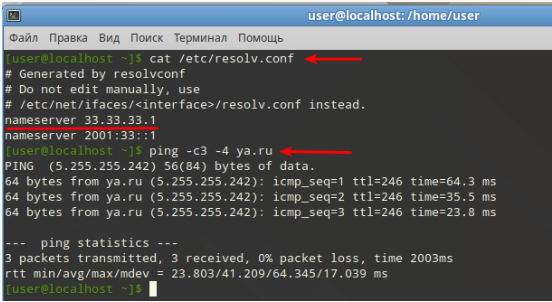 user@localhost: /home/user
Файл Правка Вид Поиск Терминал Помощь
[user@localhost ~]$ cat /etc/resolv.conf
# Generated by resolvconf
# Do not edit manually, use
# /etc/net/ifaces/<interface>/resolv.conf instead.
nameserver 33.33.33.1
nameserver 2001:33::1
[user@localhost ~]$ ping -c3 -4 ya.ru
PING  (5.255.255.242) 56(84) bytes of data.
64 bytes from ya.ru (5.255.255.242): icmp_seq=1 ttl=246 time=64.3 ms
64 bytes from ya.ru (5.255.255.242): icmp_seq=2 ttl=246 time=35.5 ms
64 bytes from ya.ru (5.255.255.242): icmp_seq=3 ttl=246 time=23.8 ms
---  ping statistics ---
3 packets transmitted, 3 received, 0% packet loss, time 2003ms
rtt min/avg/max/mdev = 23.803/41.209/64.345/17.039 ms
[user@localhost ~]$